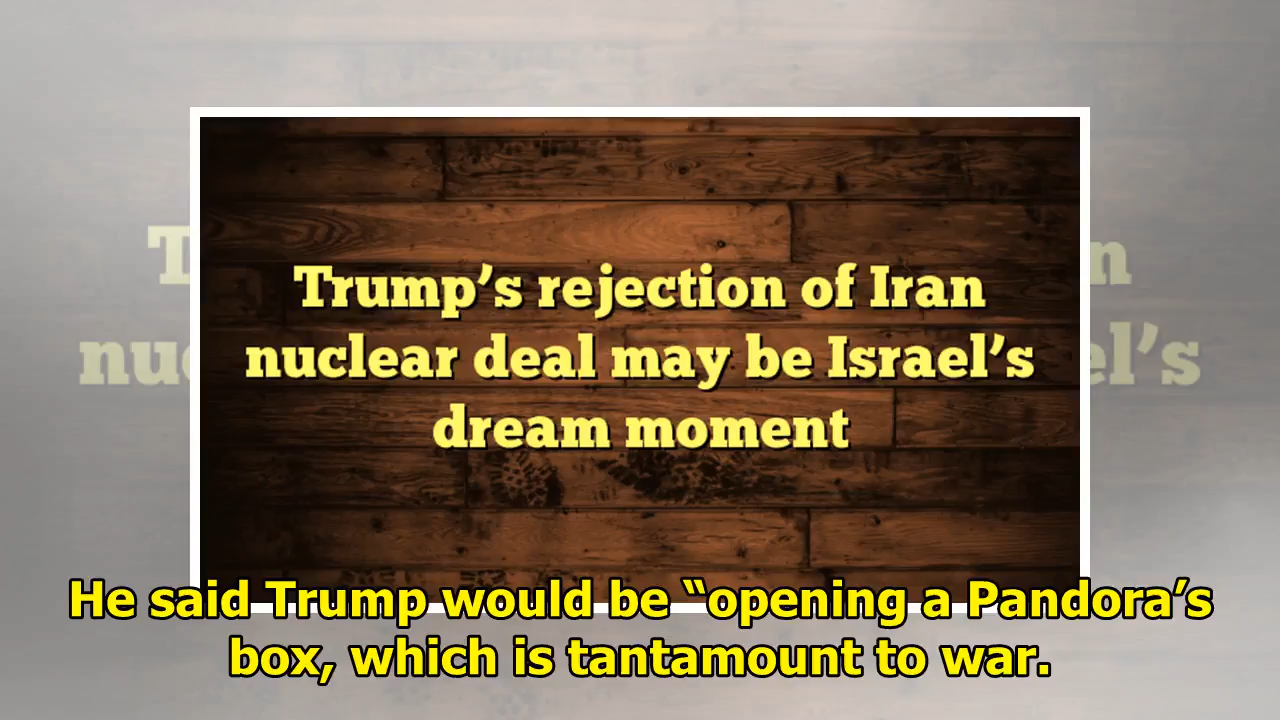 Trump’s rejection of Iran
nuclear deal may be Israel’s
dream moment
He said Trump would be “opening a Pandora’s
box, which is tantamount to war.